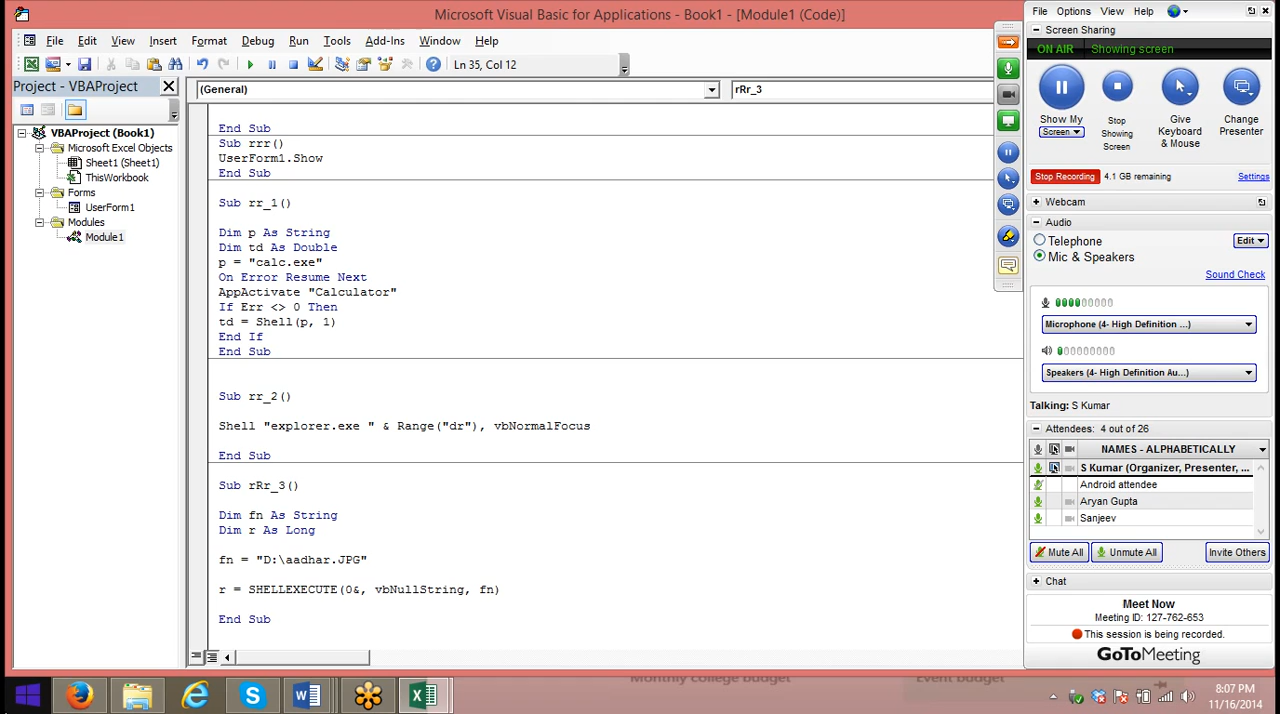 Microsoft Visual Basic for Applications - Book1 - [Module1 (Code)]
File Edit View Insert Format Debug Run Tools Add-Ins Window Help
Ln 35, Col 12
Project - VBAProject
(General)
rRr_3
VBAProject (Book1)
Microsoft Excel Objects
Sheet1 (Sheet1)
ThisWorkbook
Forms
UserForm1
Modules
Module1
End Sub
Sub rrr()
UserForm1.Show
End Sub
Sub rr_1()
Dim p As String
Dim td As Double
p = "calc.exe"
On Error Resume Next
AppActivate "Calculator"
If Err <> 0 Then
td = Shell(p, 1)
End If
End Sub
Sub rr_2()
Shell "explorer.exe " & Range("dr"), vbNormalFocus
End Sub
Sub rRr_3()
Dim fn As String
Dim r As Long
fn = "D:\aadhar.JPG"
r = SHELLEXECUTE(0&, vbNullString, fn)
End Sub
File Options View Help
Screen Sharing
ON AIR Showing screen
Show My
Screen
Stop
Showing
Screen
Give
Keyboard
& Mouse
Change
Presenter
Stop Recording 4.1 GB remaining Settings
Webcam
Audio
Telephone
Edit
Mic & Speakers
Sound Check
Microphone (4- High Definition ...)
Speakers (4- High Definition Au...)
Talking: S Kumar
Attendees: 4 out of 26
NAMES - ALPHABETICALLY
S Kumar (Organizer, Presenter, ...
Android attendee
Aryan Gupta
Sanjeev
Mute All Unmute All Invite Others
Chat
Meet Now
Meeting ID: 127-762-653
This session is being recorded.
GoToMeeting
Monthly college budget
Event budget
8:07 PM
11/16/2014